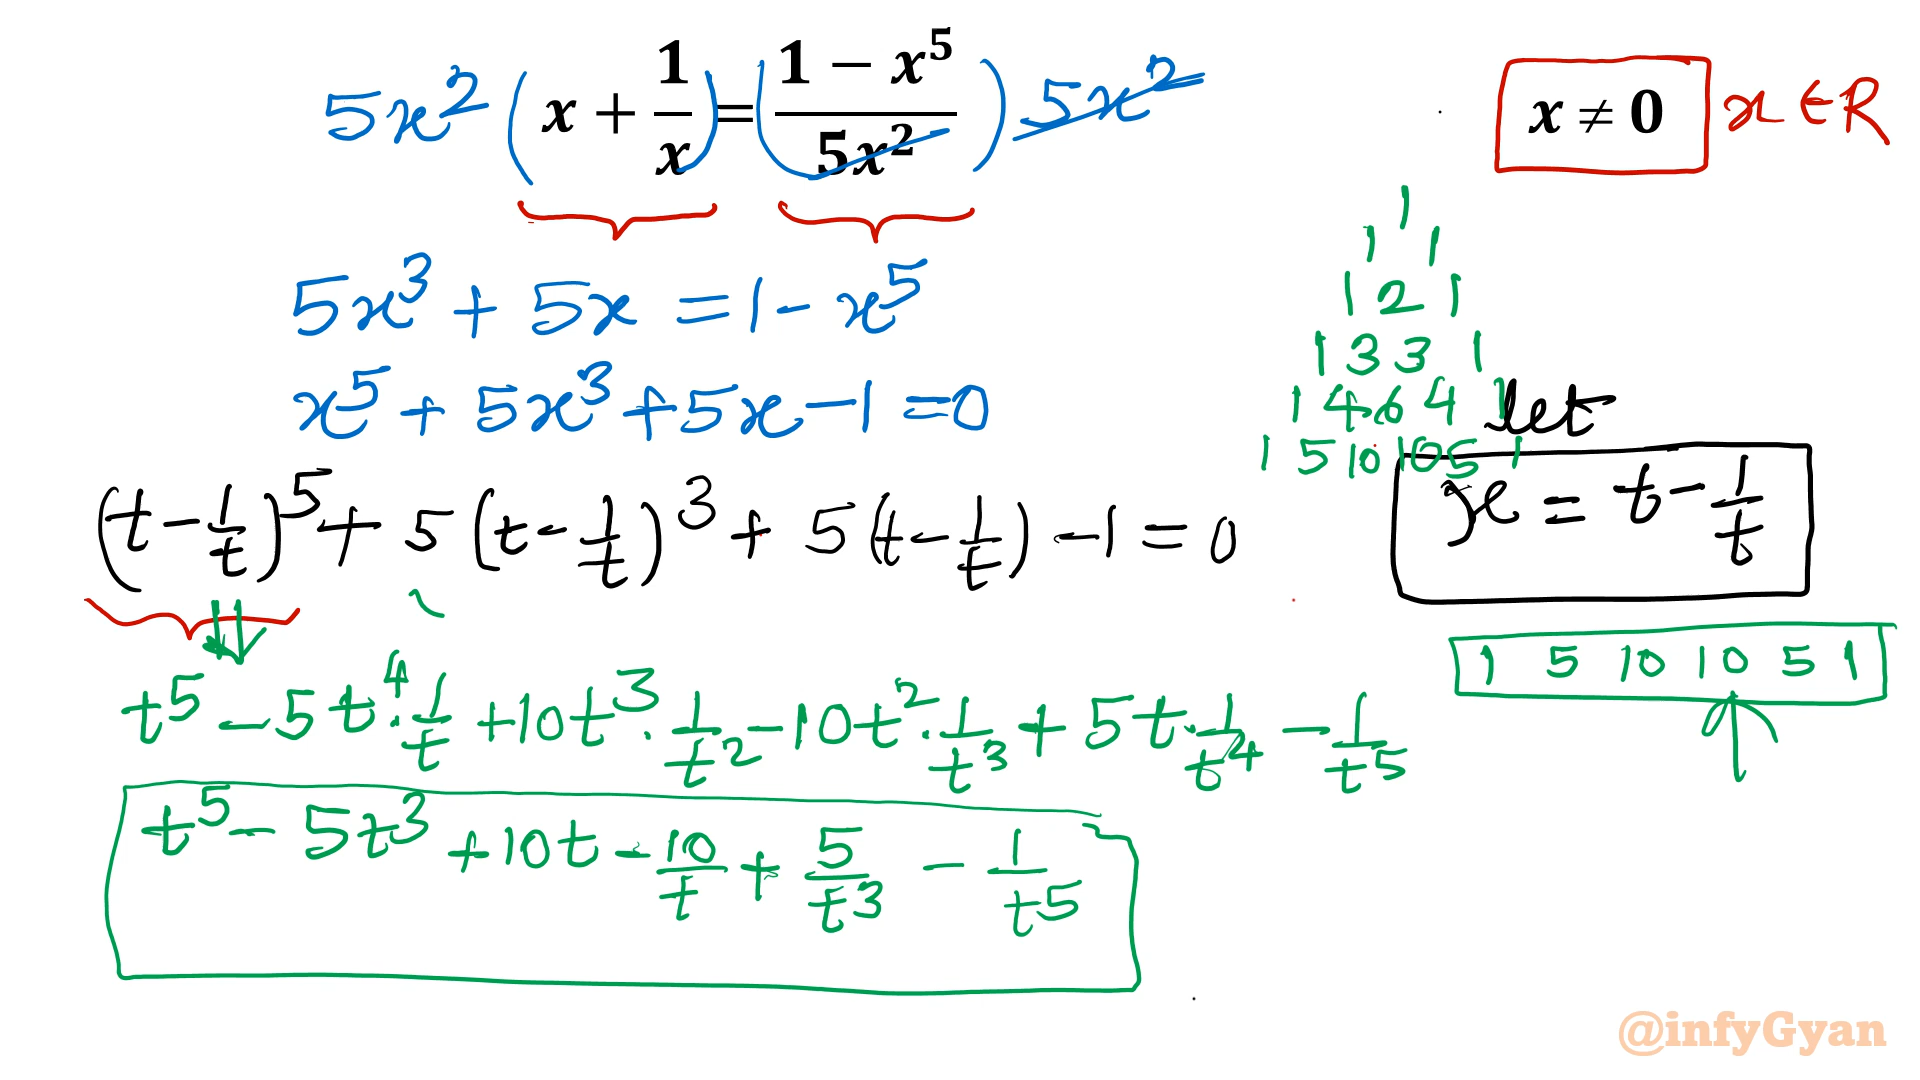 5x² ( x + 1/x ) = ( (1 − x⁵)/(5x²) ) 5x²
x ≠ 0 x ∈ R
5x³ + 5x = 1 - x⁵
x⁵ + 5x³ + 5x - 1 = 0
1
1 1
1 2 1
1 3 3 1
1 4 6 4 1
1 5 10 10 5 1
let
x = t - 1/t
(t - 1/t)⁵ + 5 (t - 1/t)³ + 5 (t - 1/t) - 1 = 0
1 5 10 10 5 1
t⁵ - 5t⁴ · 1/t + 10t³ · 1/t² - 10t² · 1/t³ + 5t · 1/t⁴ - 1/t⁵
t⁵ - 5t³ + 10t - 10/t + 5/t³ - 1/t⁵
@infyGyan